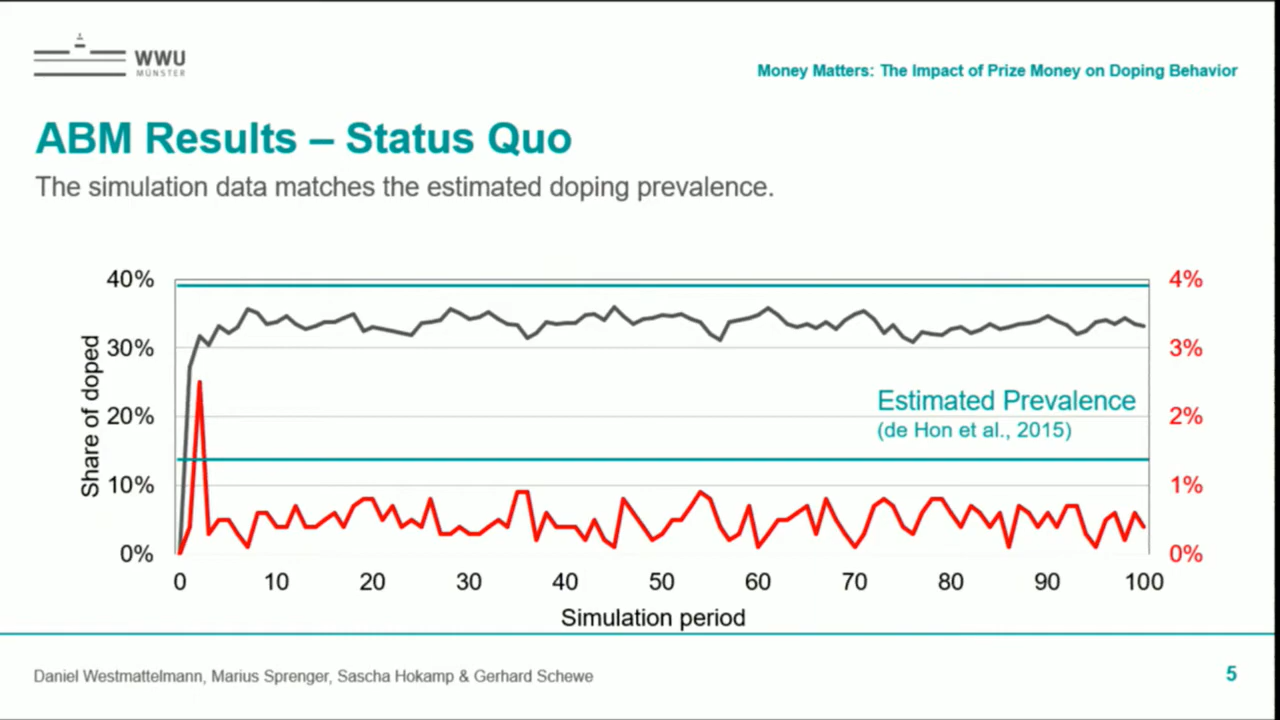 WWU
MÜNSTER
Money Matters: The Impact of Prize Money on Doping Behavior
ABM Results – Status Quo
The simulation data matches the estimated doping prevalence.
40%
30%
20%
10%
0%
Share of doped
4%
3%
2%
1%
0%
Estimated Prevalence
(de Hon et al., 2015)
0 10 20 30 40 50 60 70 80 90 100
Simulation period
Daniel Westmattelmann, Marius Sprenger, Sascha Hokamp & Gerhard Schewe
5